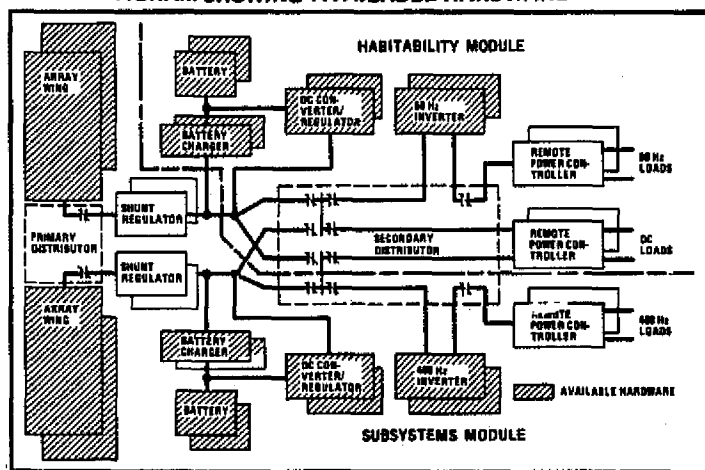 HABITABILITY MODULE
ARRAY
WING
BATTERY
DC CON-
VERTER/
REGULATOR
60 Hz
INVERTER
BATTERY
CHARGER
REMOTE
POWER CON-
TROLLER
60 Hz
LOADS
SHUNT
REGULATOR
PRIMARY
DISTRIBUTOR
SECONDARY
DISTRIBUTOR
REMOTE
POWER CON-
TROLLER
DC
LOADS
SHUNT
REGULATOR
ARRAY
WING
REMOTE
POWER CON-
TROLLER
400 Hz
LOADS
BATTERY
CHARGER
DC CON-
VERTER/
REGULATOR
400 Hz
INVERTER
BATTERY
AVAILABLE HARDWARE
SUBSYSTEMS MODULE